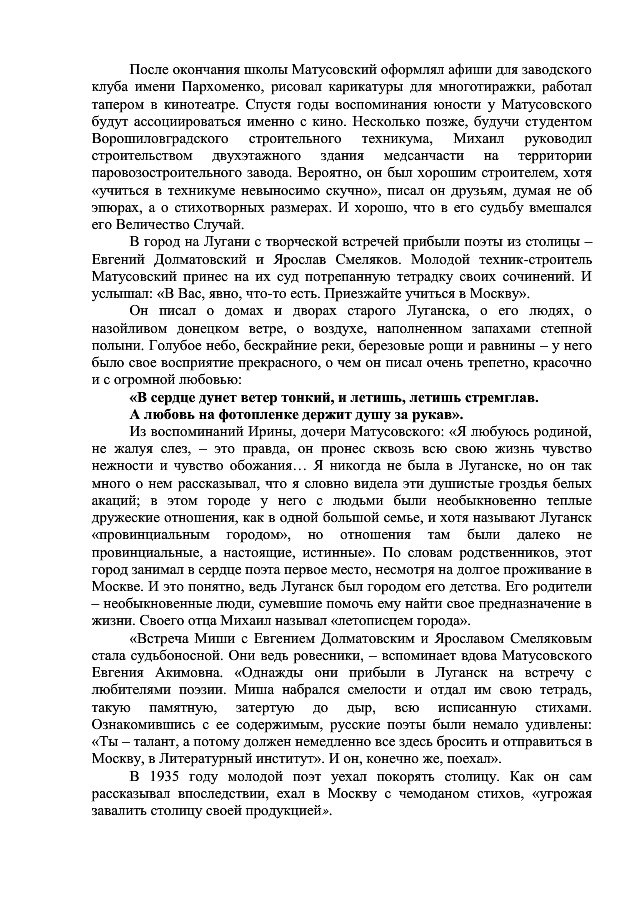 После окончания школы Матусовский оформлял афиши для заводского
клуба имени Пархоменко, рисовал карикатуры для многотиражки, работал
тапером в кинотеатре. Спустя годы воспоминания юности у Матусовского
будут ассоциироваться именно с кино. Несколько позже, будучи студентом
Ворошиловградского строительного техникума, Михаил руководил
строительством двухэтажного здания медсанчасти на территории
паровозостроительного завода. Вероятно, он был хорошим строителем, хотя
«учиться в техникуме невыносимо скучно», писал он друзьям, думая не об
эпюрах, а о стихотворных размерах. И хорошо, что в его судьбу вмешался
его Величество Случай.
В город на Лугани с творческой встречей прибыли поэты из столицы –
Евгений Долматовский и Ярослав Смеляков. Молодой техник-строитель
Матусовский принес на их суд потрепанную тетрадку своих сочинений. И
услышал: «В Вас, явно, что-то есть. Приезжайте учиться в Москву».
Он писал о домах и дворах старого Луганска, о его людях, о
назойливом донецком ветре, о воздухе, наполненном запахами степной
полыни. Голубое небо, бескрайние реки, березовые рощи и равнины – у него
было свое восприятие прекрасного, о чем он писал очень трепетно, красочно
и с огромной любовью:
«В сердце дунет ветер тонкий, и летишь, летишь стремглав.
А любовь на фотопленке держит душу за рукав».
Из воспоминаний Ирины, дочери Матусовского: «Я любуюсь родиной,
не жалуя слез, – это правда, он пронес сквозь всю свою жизнь чувство
нежности и чувство обожания… Я никогда не была в Луганске, но он так
много о нем рассказывал, что я словно видела эти душистые гроздья белых
акаций; в этом городе у него с людьми были необыкновенно теплые
дружеские отношения, как в одной большой семье, и хотя называют Луганск
«провинциальным городом», но отношения там были далеко не
провинциальные, а настоящие, истинные». По словам родственников, этот
город занимал в сердце поэта первое место, несмотря на долгое проживание в
Москве. И это понятно, ведь Луганск был городом его детства. Его родители
– необыкновенные люди, сумевшие помочь ему найти свое предназначение в
жизни. Своего отца Михаил называл «летописцем города».
«Встреча Миши с Евгением Долматовским и Ярославом Смеляковым
стала судьбоносной. Они ведь ровесники, – вспоминает вдова Матусовского
Евгения Акимовна. «Однажды они прибыли в Луганск на встречу с
любителями поэзии. Миша набрался смелости и отдал им свою тетрадь,
такую памятную, затертую до дыр, всю исписанную стихами.
Ознакомившись с ее содержимым, русские поэты были немало удивлены:
«Ты – талант, а потому должен немедленно все здесь бросить и отправиться в
Москву, в Литературный институт». И он, конечно же, поехал».
В 1935 году молодой поэт уехал покорять столицу. Как он сам
рассказывал впоследствии, ехал в Москву с чемоданом стихов, «угрожая
завалить столицу своей продукцией».